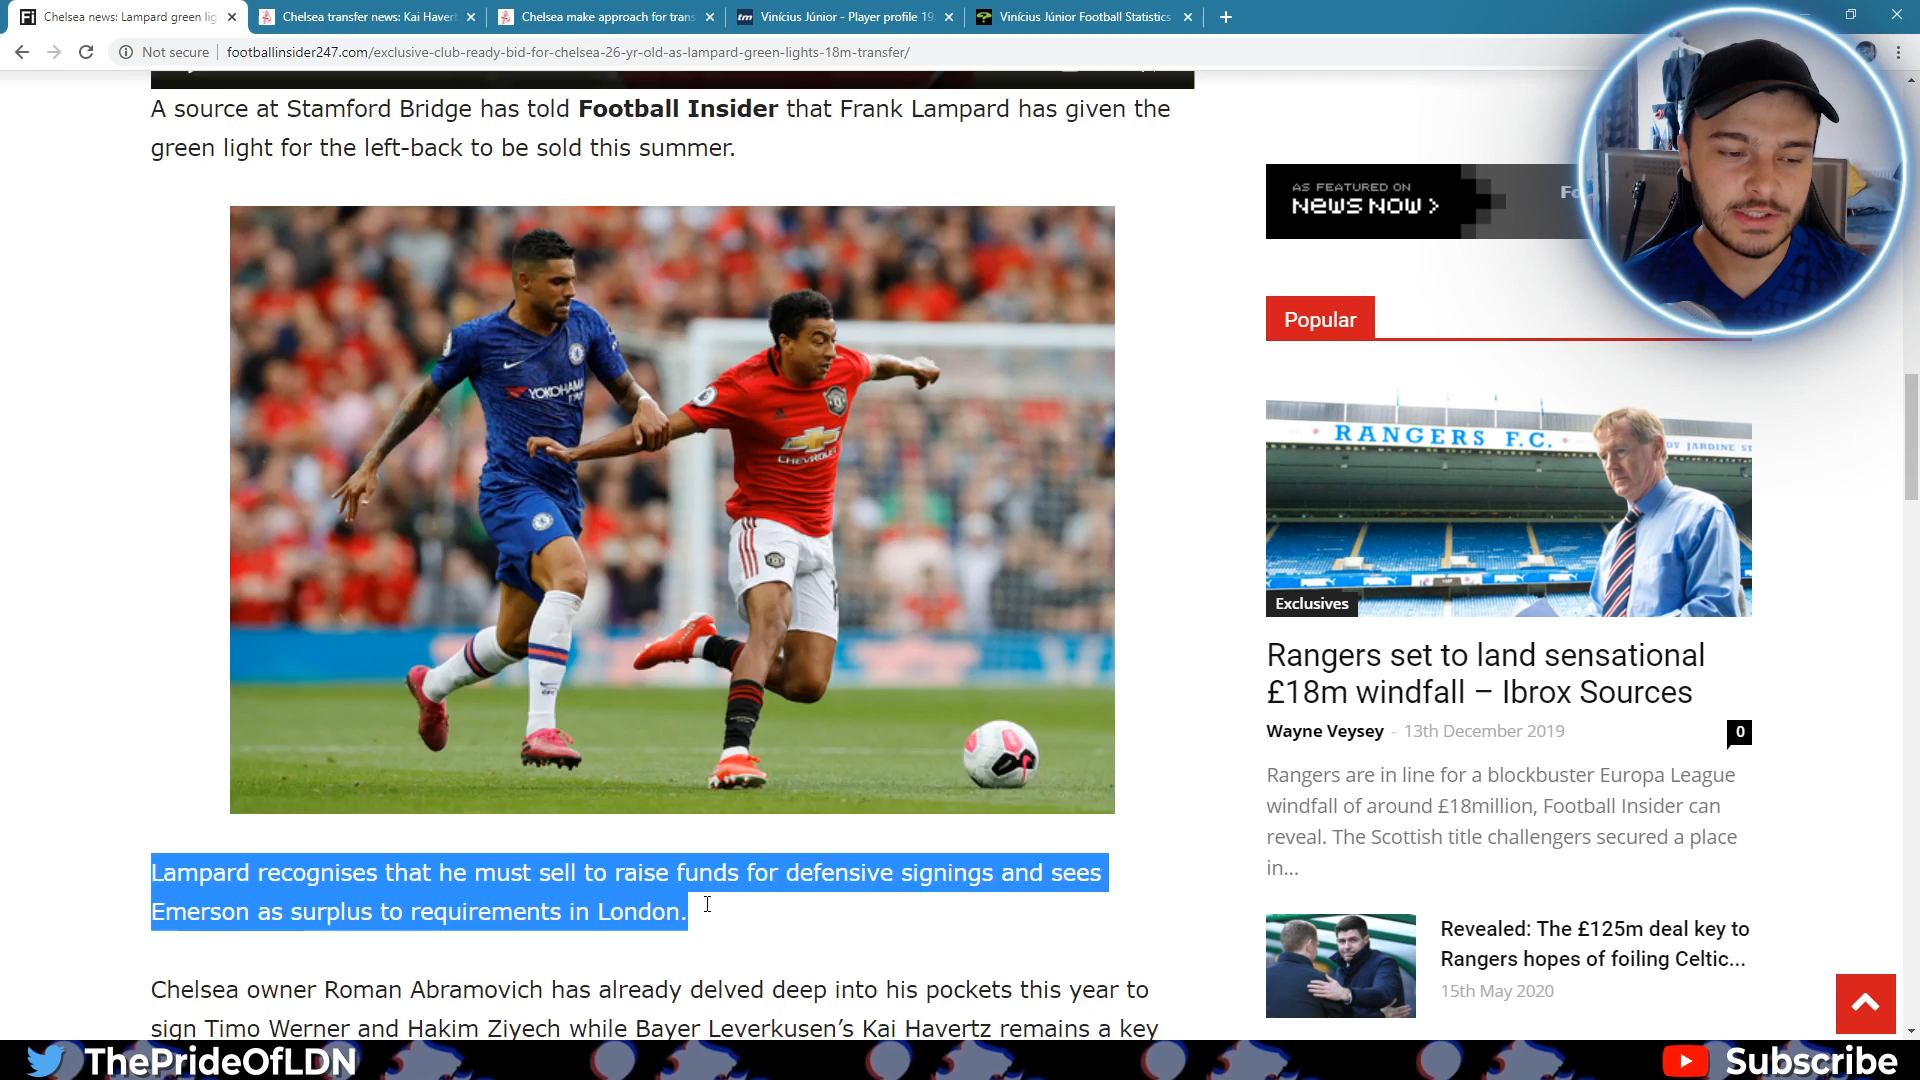 Chelsea news: Lampard green lig
Chelsea transfer news: Kai Havert
Chelsea make approach for trans
tm Vinícius Júnior - Player profile 19
Vinícius Júnior Football Statistics
Not secure
footballinsider247.com/exclusive-club-ready-bid-for-chelsea-26-yr-old-as-lampard-green-lights-18m-transfer/
A source at Stamford Bridge has told Football Insider that Frank Lampard has given the
green light for the left-back to be sold this summer.
YOKOHAMA
CHEVROLET
Lampard recognises that he must sell to raise funds for defensive signings and sees
Emerson as surplus to requirements in London.
Chelsea owner Roman Abramovich has already delved deep into his pockets this year to
sign Timo Werner and Hakim Ziyech while Bayer Leverkusen's Kai Havertz remains a key
AS FEATURED ON
NEWS NOW >
Fo
Popular
RANGERS F.C.
DY JARDINE ST
Exclusives
Rangers set to land sensational
£18m windfall – Ibrox Sources
Wayne Veysey - 13th December 2019
0
Rangers are in line for a blockbuster Europa League
windfall of around £18million, Football Insider can
reveal. The Scottish title challengers secured a place
in...
Revealed: The £125m deal key to
Rangers hopes of foiling Celtic...
15th May 2020
ThePrideOfLDN
Subscribe